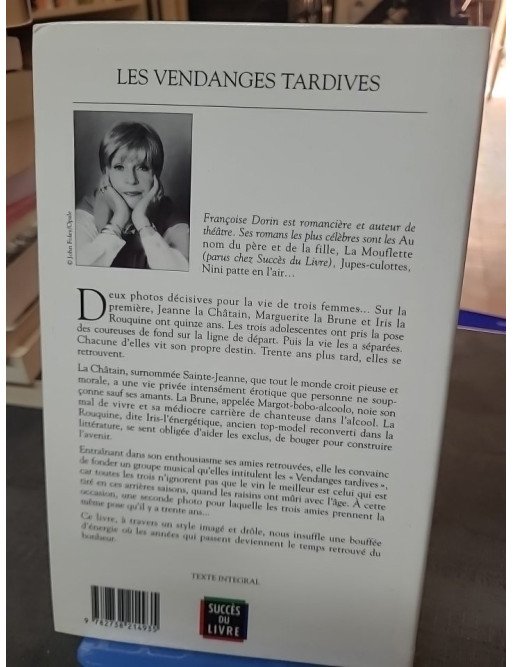 LES VENDANGES TARDIVES
© John Foley/Opale
Françoise Dorin est romancière et auteur de
théâtre. Ses romans les plus célèbres sont les Au
nom du père et de la fille, La Mouflette
(parus chez Succès du Livre), Jupes-culottes,
Nini patte en l'air...
Deux photos décisives pour la vie de trois femmes... Sur la
première, Jeanne la Châtain, Marguerite la Brune et Iris la
Rouquine ont quinze ans. Les trois adolescentes ont pris la pose
des coureuses de fond sur la ligne de départ. Puis la vie les a séparées.
Chacune d'elles vit son propre destin. Trente ans plus tard, elles se
retrouvent.
La Châtain, surnommée Sainte-Jeanne, que tout le monde croit pieuse et
morale, a une vie privée intensément érotique que personne ne soup-
çonne sauf ses amants. La Brune, appelée Margot-bobo-alcoolo, noie son
mal de vivre et sa médiocre carrière de chanteuse dans l'alcool. La
Rouquine, dite Iris-l'énergétique, ancien top-model reconverti dans la
littérature, se sent obligée d'aider les exclus, de bouger pour construire
l'avenir.
Entraînant dans son enthousiasme ses amies retrouvées, elle les convainc
de fonder un groupe musical qu'elles intitulent les « Vendanges tardives »,
car toutes les trois n'ignorent pas que le vin le meilleur est celui qui est
tiré en ces arrières saisons, quand les raisins ont mûri avec l'âge. À cette
occasion, une seconde photo pour laquelle les trois amies prennent la
même pose qu'il y a trente ans...
Ce livre, à travers un style imagé et drôle, nous insuffle une bouffée
d'énergie où les années qui passent deviennent le temps retrouvé du
bonheur.
TEXTE INTEGRAL
SUCCÈS
DU
LIVRE
9 782738 214935